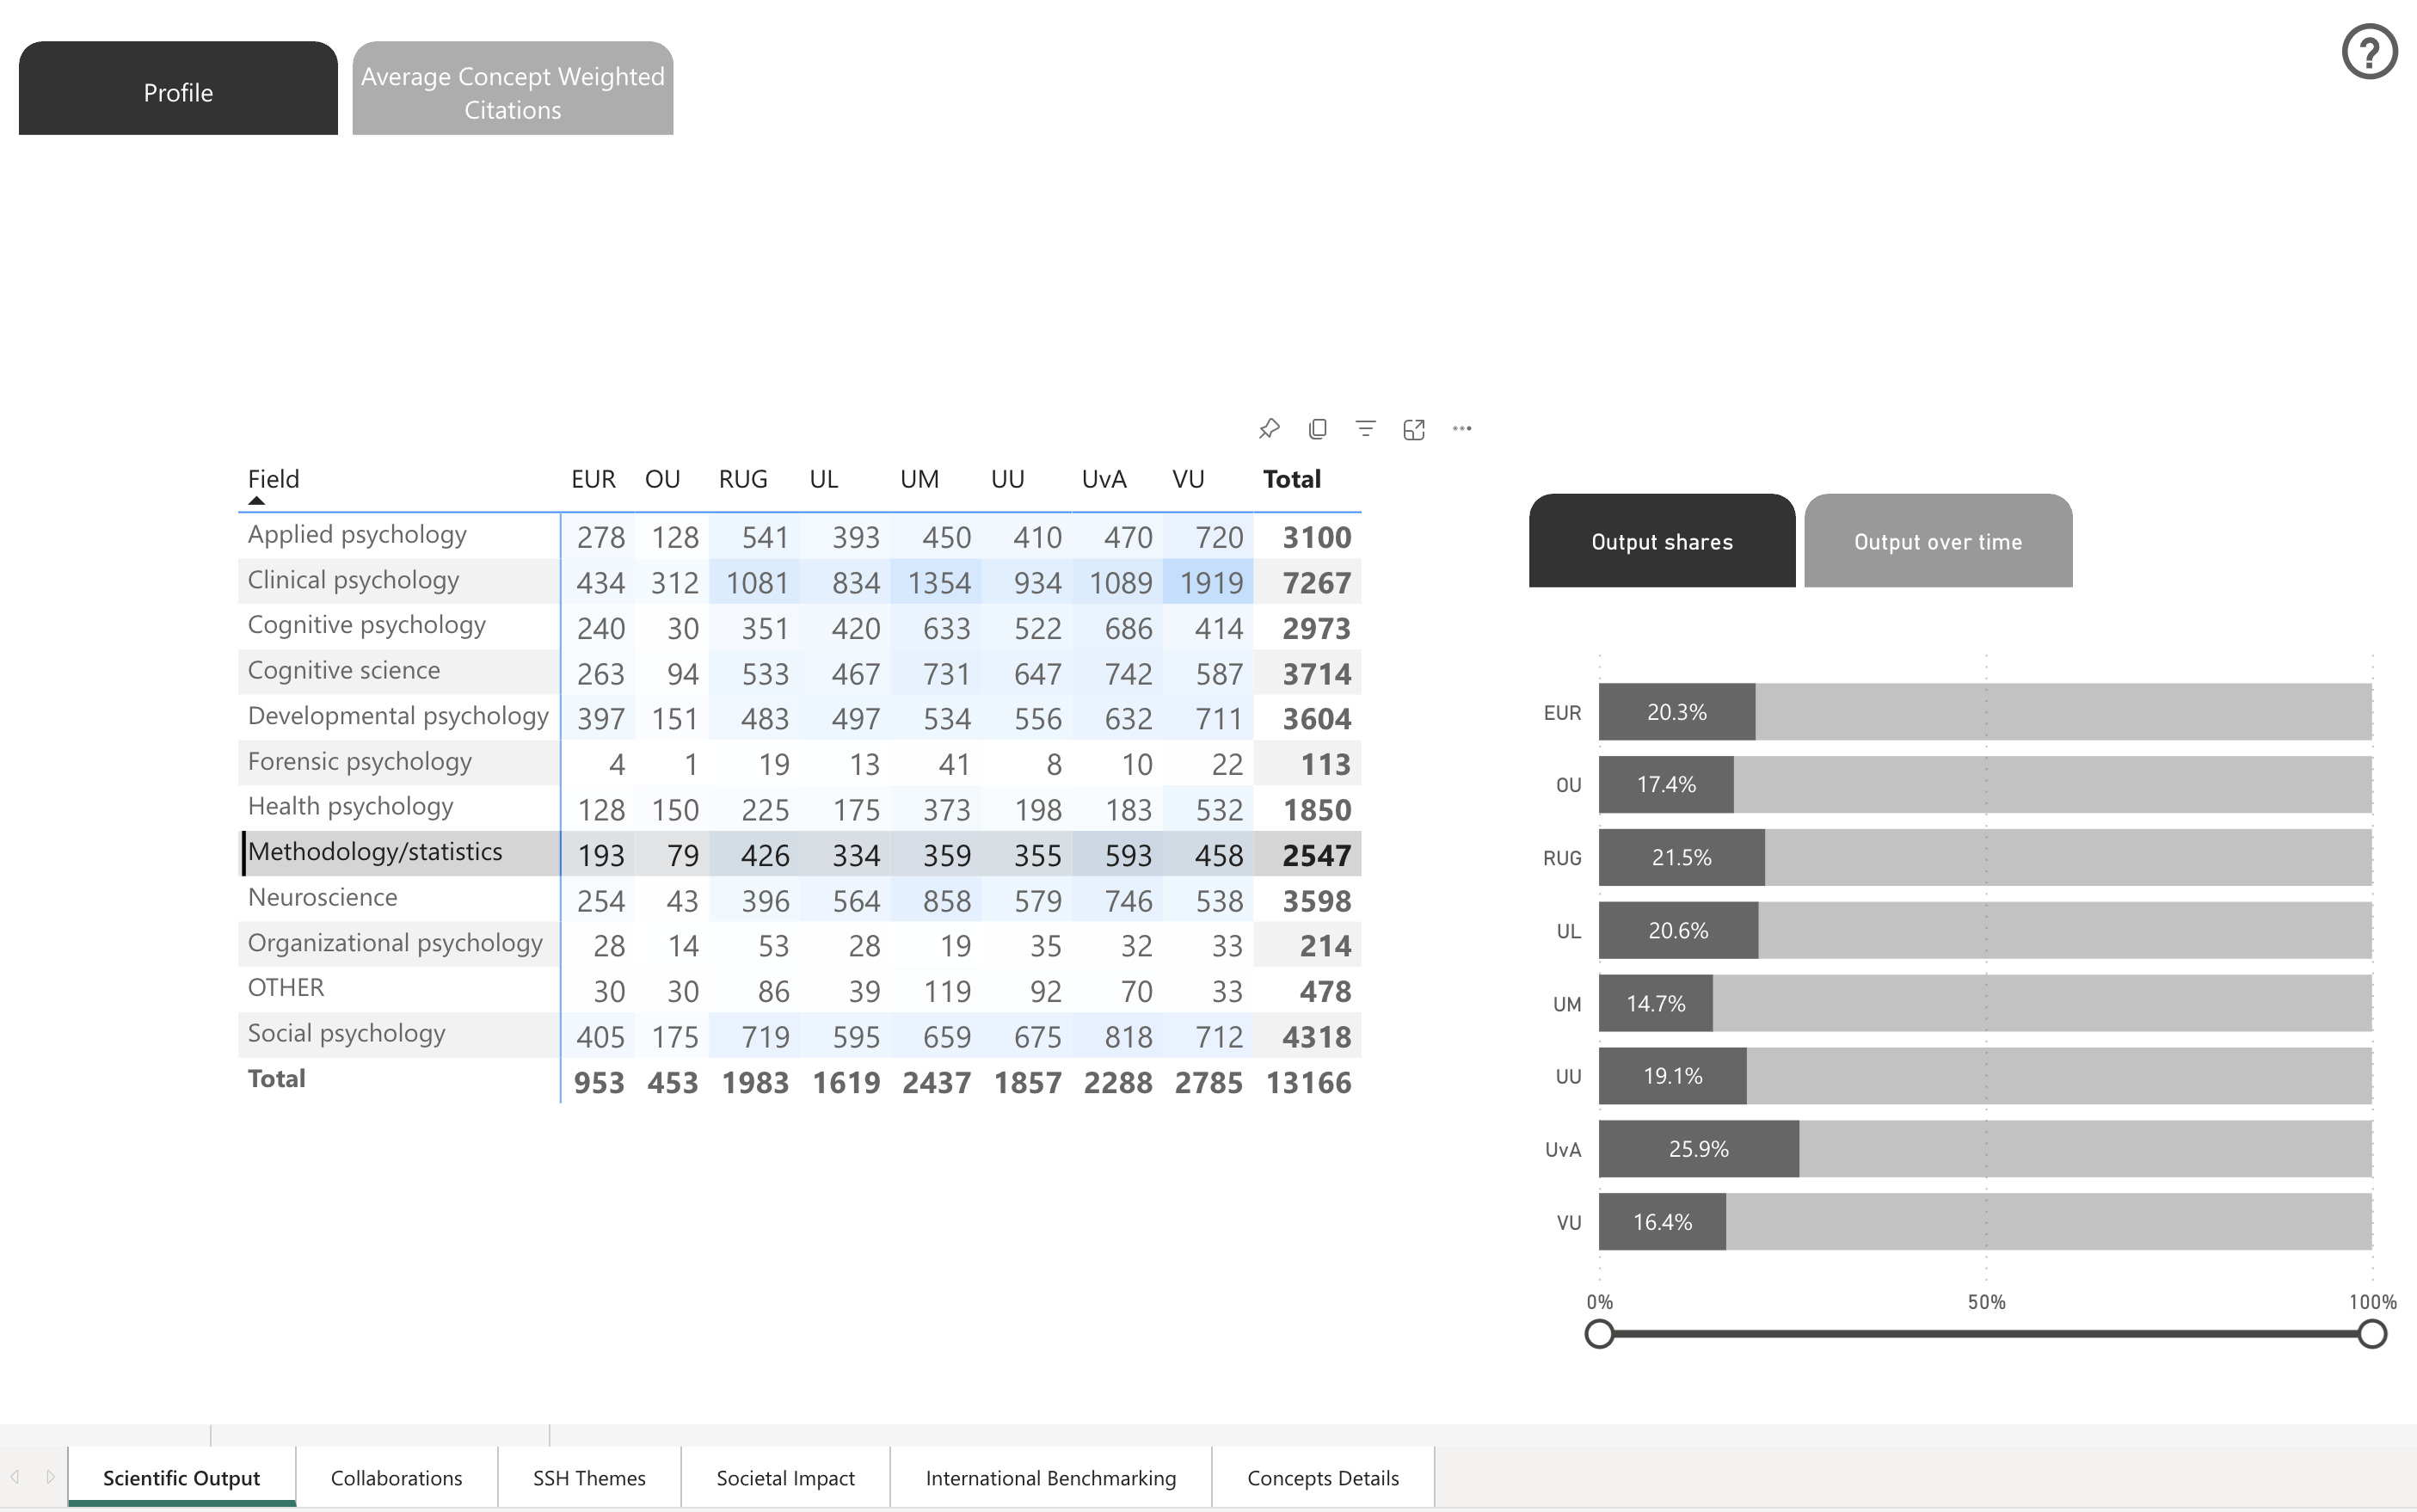 Profile
Average Concept Weighted
Citations
Field EUR OU RUG UL UM UU UvA VU Total
Applied psychology 278 128 541 393 450 410 470 720 3100
Clinical psychology 434 312 1081 834 1354 934 1089 1919 7267
Cognitive psychology 240 30 351 420 633 522 686 414 2973
Cognitive science 263 94 533 467 731 647 742 587 3714
Developmental psychology 397 151 483 497 534 556 632 711 3604
Forensic psychology 4 1 19 13 41 8 10 22 113
Health psychology 128 150 225 175 373 198 183 532 1850
Methodology/statistics 193 79 426 334 359 355 593 458 2547
Neuroscience 254 43 396 564 858 579 746 538 3598
Organizational psychology 28 14 53 28 19 35 32 33 214
OTHER 30 30 86 39 119 92 70 33 478
Social psychology 405 175 719 595 659 675 818 712 4318
Total 953 453 1983 1619 2437 1857 2288 2785 13166
Output shares
Output over time
EUR 20.3%
OU 17.4%
RUG 21.5%
UL 20.6%
UM 14.7%
UU 19.1%
UvA 25.9%
VU 16.4%
0% 50% 100%
Scientific Output
Collaborations
SSH Themes
Societal Impact
International Benchmarking
Concepts Details